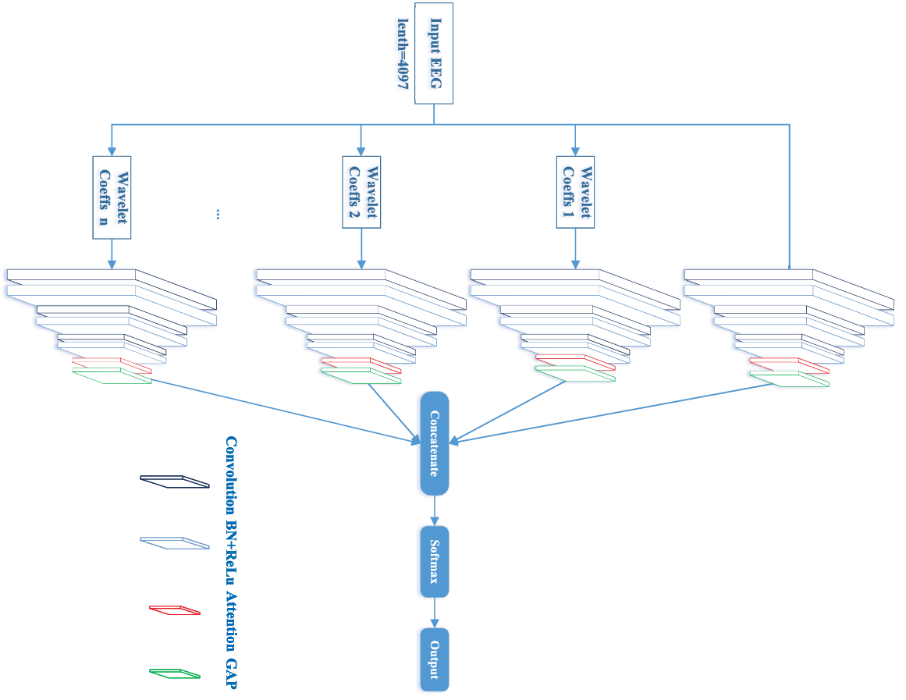 Input EEG
lenth=4097
Wavelet
Coeffs 1
Wavelet
Coeffs 2
...
Wavelet
Coeffs n
Concatenate
Softmax
Output
Convolution BN+ReLu Attention GAP